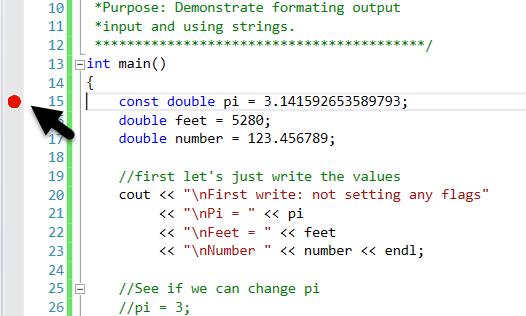 10 *Purpose: Demonstrate formating output
11 *input and using strings.
12 ******************************************/
13 int main()
14 {
15 const double pi = 3.141592653589793;
double feet = 5280;
17 double number = 123.456789;
18
19 //first let's just write the values
20 cout << "\nFirst write: not setting any flags"
21 << "\nPi = " << pi
22 << "\nFeet = " << feet
23 << "\nNumber " << number << endl;
24
25 //See if we can change pi
26 //pi = 3;